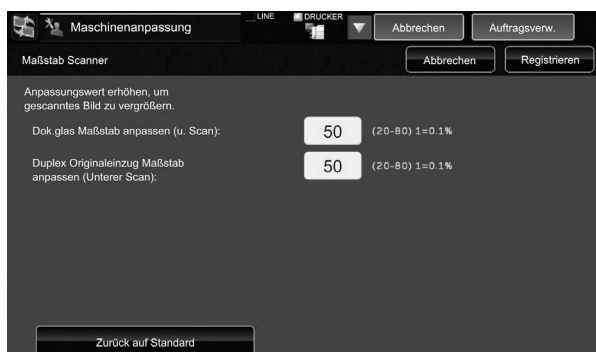 Maschinenanpassung
LINE
DRUCKER
Abbrechen
Auftragsverw.
Maßstab Scanner
Abbrechen
Registrieren
Anpassungswert erhöhen, um
gescanntes Bild zu vergrößern.
Dok.glas Maßstab anpassen (u. Scan):
50
(20-80) 1=0.1%
Duplex Originaleinzug Maßstab
anpassen (Unterer Scan):
50
(20-80) 1=0.1%
Zurück auf Standard